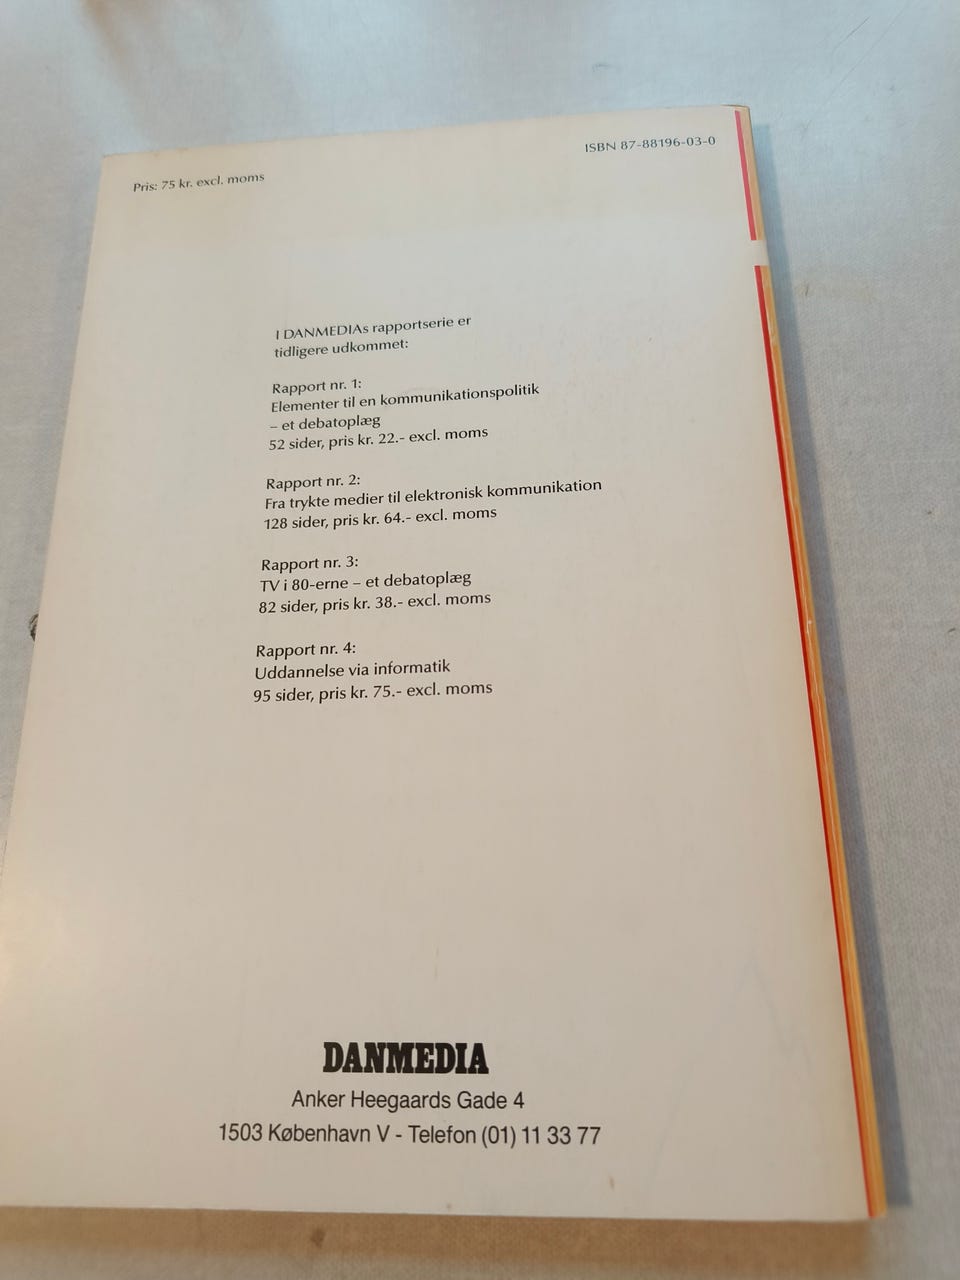 Pris: 75 kr. excl. moms
ISBN 87-88196-03-0
I DANMEDIAs rapportserie er
tidligere udkommet:
Rapport nr. 1:
Elementer til en kommunikationspolitik
– et debatoplæg
52 sider, pris kr. 22.- excl. moms
Rapport nr. 2:
Fra trykte medier til elektronisk kommunikation
128 sider, pris kr. 64.- excl. moms
Rapport nr. 3:
TV i 80-erne – et debatoplæg
82 sider, pris kr. 38.- excl. moms
Rapport nr. 4:
Uddannelse via informatik
95 sider, pris kr. 75.- excl. moms
DANMEDIA
Anker Heegaards Gade 4
1503 København V - Telefon (01) 11 33 77